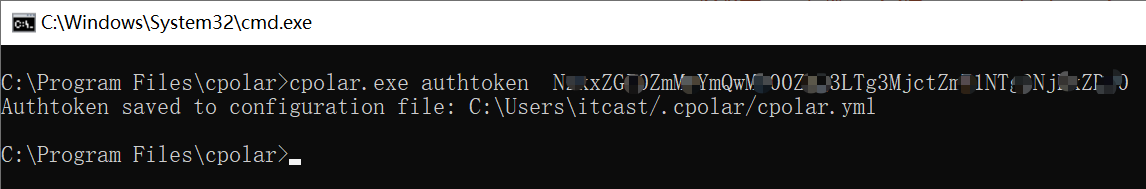 C:\Windows\System32\cmd.exe
C:\Program Files\cpolar>cpolar.exe authtoken
Authtoken saved to configuration file: C:\Users\itcast/.cpolar/cpolar.yml
C:\Program Files\cpolar>